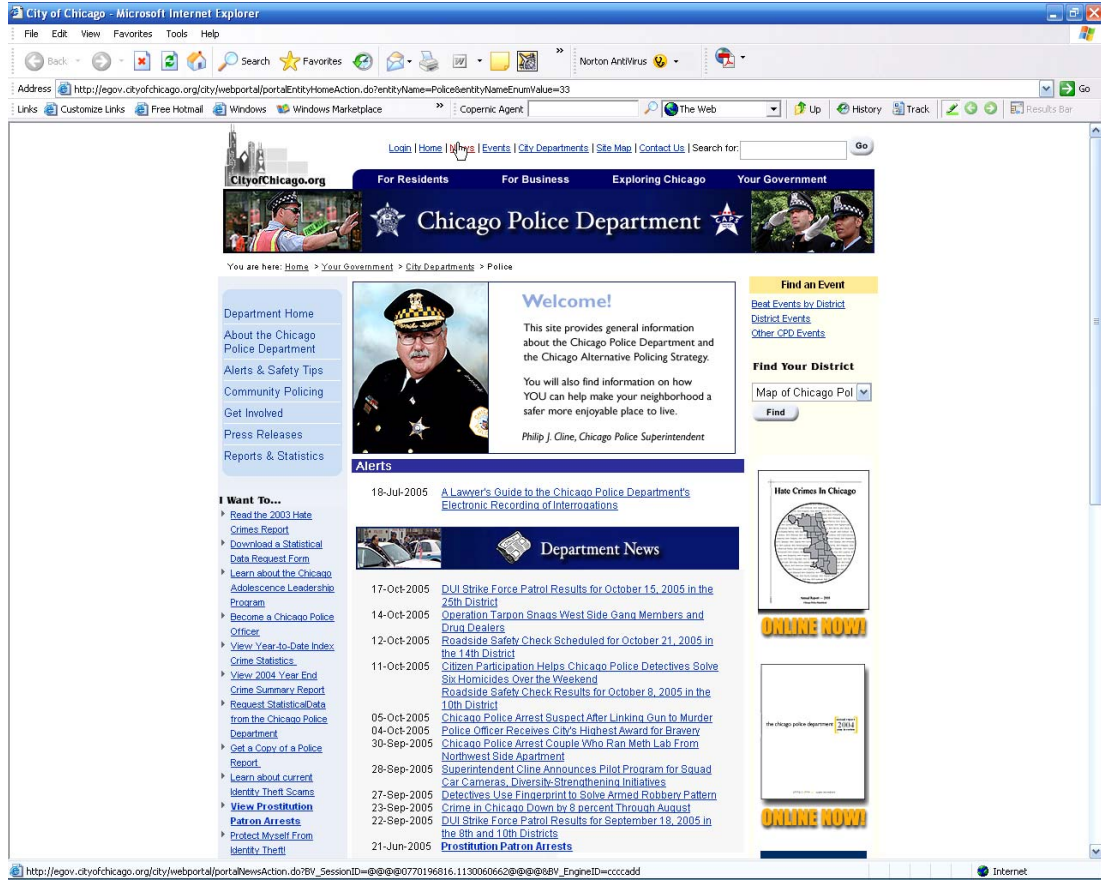 City of Chicago - Microsoft Internet Explorer
File Edit View Favorites Tools Help
Back Search Favorites Norton AntiVirus
Address http://egov.cityofchicago.org/city/webportal/portalEntityHomeAction.do?entityName=Police&entityNameEnumValue=33 Go
Links Customize Links Free Hotmail Windows Windows Marketplace » Copernic Agent The Web Up History Track Results Bar
Login | Home | | Events | City Departments | Site Map | Contact Us | Search for: Go
CityofChicago.org
For Residents For Business Exploring Chicago Your Government
Chicago Police Department CAPS
You are here: Home > Your Government > City Departments > Police
Department Home
About the Chicago
Police Department
Alerts & Safety Tips
Community Policing
Get Involved
Press Releases
Reports & Statistics
I Want To...
Read the 2003 Hate
Crimes Report
Download a Statistical
Data Request Form
Learn about the Chicago
Adolescence Leadership
Program
Become a Chicago Police
Officer
View Year-to-Date Index
Crime Statistics
View 2004 Year End
Crime Summary Report
Request StatisticalData
from the Chicago Police
Department
Get a Copy of a Police
Report
Learn about current
Identity Theft Scams
View Prostitution
Patron Arrests
Protect Myself From
Identity Theft!
Welcome!
This site provides general information
about the Chicago Police Department and
the Chicago Alternative Policing Strategy.
You will also find information on how
YOU can help make your neighborhood a
safer more enjoyable place to live.
Philip J. Cline, Chicago Police Superintendent
Alerts
18-Jul-2005 A Lawyer's Guide to the Chicago Police Department's
Electronic Recording of Interrogations
Department News
17-Oct-2005 DUI Strike Force Patrol Results for October 15, 2005 in the
25th District
14-Oct-2005 Operation Tarpon Snags West Side Gang Members and
Drug Dealers
12-Oct-2005 Roadside Safety Check Scheduled for October 21, 2005 in
the 14th District
11-Oct-2005 Citizen Participation Helps Chicago Police Detectives Solve
Six Homicides Over the Weekend
Roadside Safety Check Results for October 8, 2005 in the
10th District
05-Oct-2005 Chicago Police Arrest Suspect After Linking Gun to Murder
04-Oct-2005 Police Officer Receives City's Highest Award for Bravery
30-Sep-2005 Chicago Police Arrest Couple Who Ran Meth Lab From
Northwest Side Apartment
28-Sep-2005 Superintendent Cline Announces Pilot Program for Squad
Car Cameras, Diversity-Strengthening Initiatives
27-Sep-2005 Detectives Use Fingerprint to Solve Armed Robbery Pattern
23-Sep-2005 Crime in Chicago Down by 8 percent Through August
22-Sep-2005 DUI Strike Force Patrol Results for September 18, 2005 in
the 8th and 10th Districts
21-Jun-2005 Prostitution Patron Arrests
Find an Event
Beat Events by District
District Events
Other CPD Events
Find Your District
Map of Chicago Pol
Find
Hate Crimes In Chicago
ONLINE NOW!
the chicago police department
2004
ONLINE NOW!
http://egov.cityofchicago.org/city/webportal/portalNewsAction.do?BV_SessionID=@@@@0770196816.1130060662@@@@&BV_EngineID=ccccadd Internet